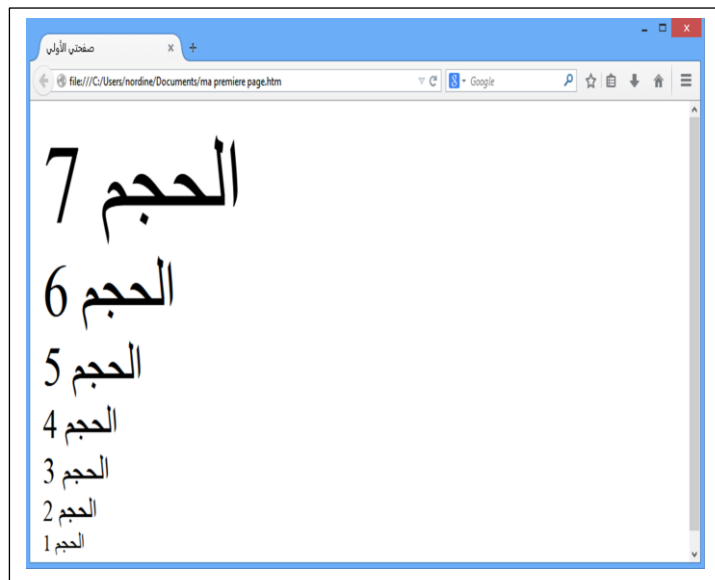 صفحتي الأولى
file:///C:/Users/nordine/Documents/ma premiere page.htm
Google
الحجم 7
الحجم 6
الحجم 5
الحجم 4
الحجم 3
الحجم 2
الحجم 1